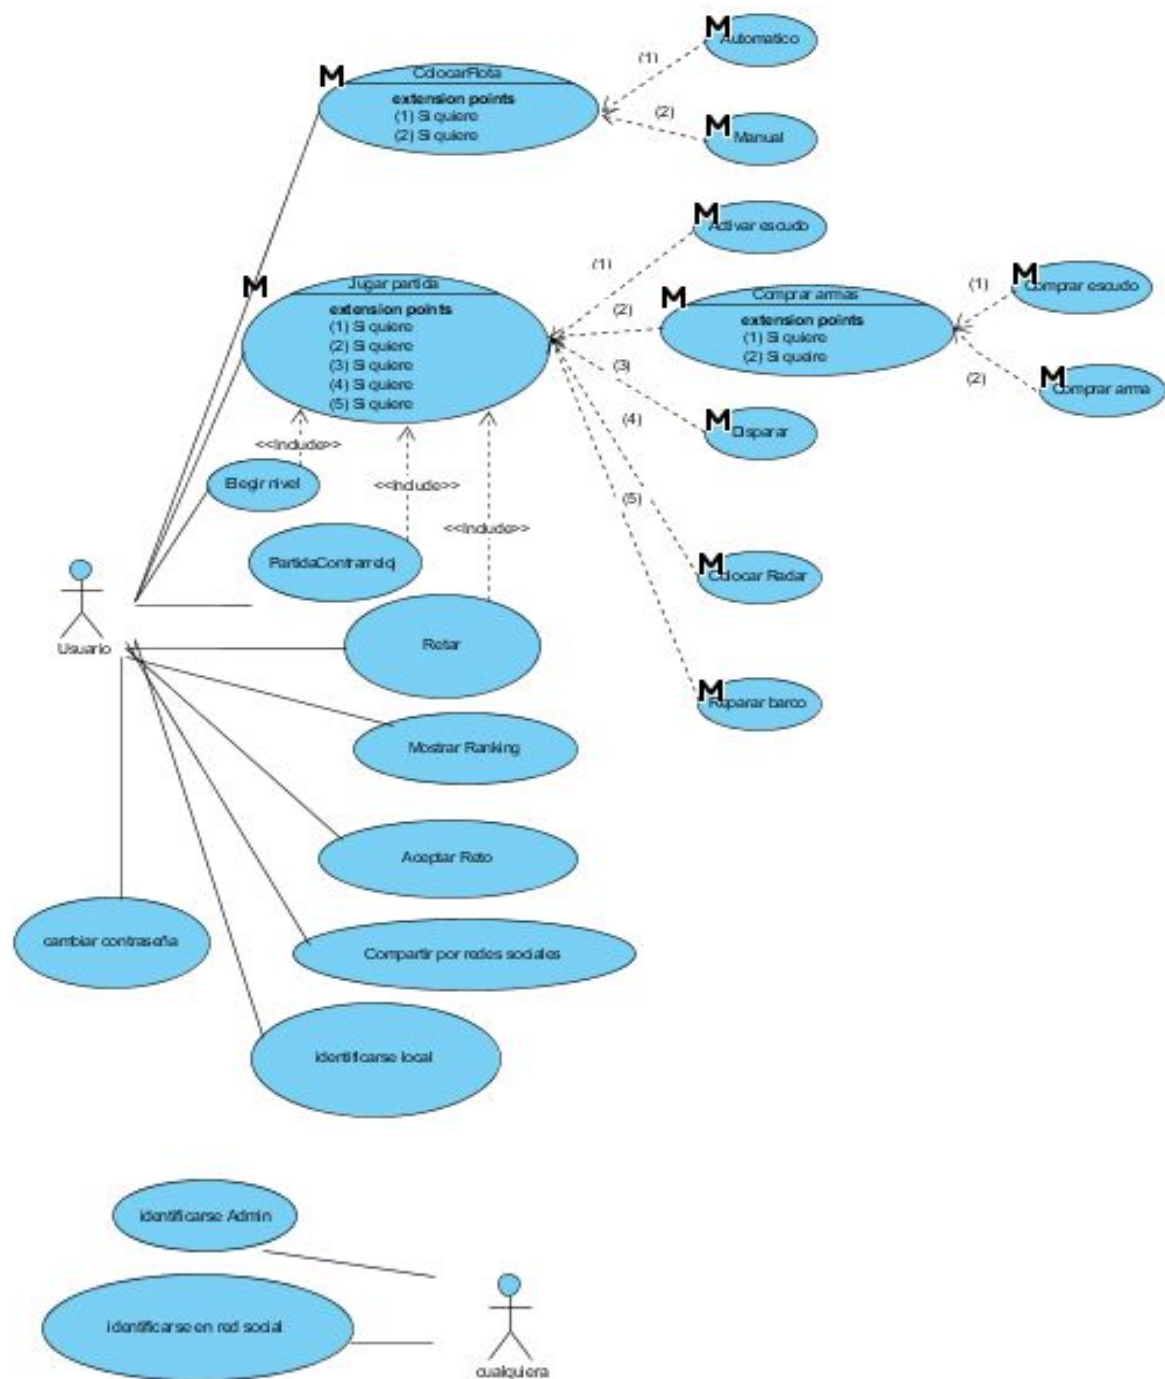 M
Automatico
(1)
M
ColocarFlota
extension points
(1) Si quiere
(2) Si quiere
(2)
M
Manual
M
Activar escudo
(1)
M
Jugar partida
extension points
(1) Si quiere
(2) Si quiere
(3) Si quiere
(4) Si quiere
(5) Si quiere
(2)
M
Comprar armas
extension points
(1) Si quiere
(2) Si queire
(1)
M
Comprar escudo
(2)
M
Comprar arma
(3)
M
Disparar
(4)
<<Include>>
Elegir nivel
<<Include>>
(5)
<<Include>>
PartidaContrarreloj
M
Colocar Radar
Usuario
Retar
M
Reparar barco
Mostrar Ranking
Aceptar Reto
cambiar contraseña
Compartir por redes sociales
identificarse local
identificarse Admin
identificarse en red social
cualquiera